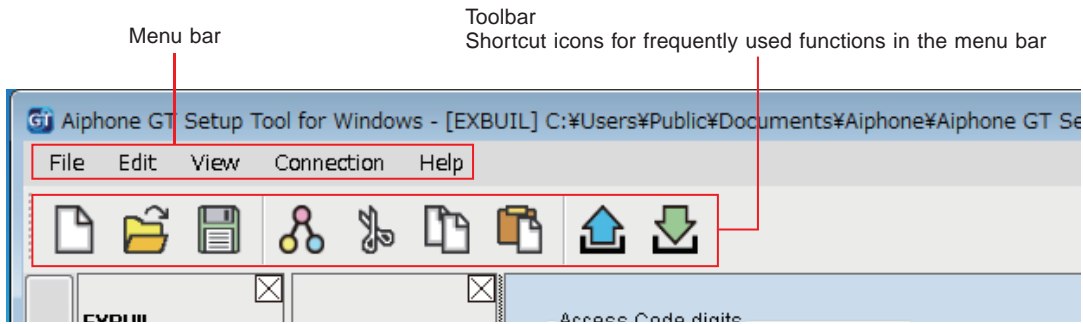 Toolbar
Menu bar
Shortcut icons for frequently used functions in the menu bar
GT Aiphone GT Setup Tool for Windows - [EXBUIL] C:¥Users¥Public¥Documents¥Aiphone¥Aiphone GT Se
File Edit View Connection Help
EXBUIL
Access Code digits